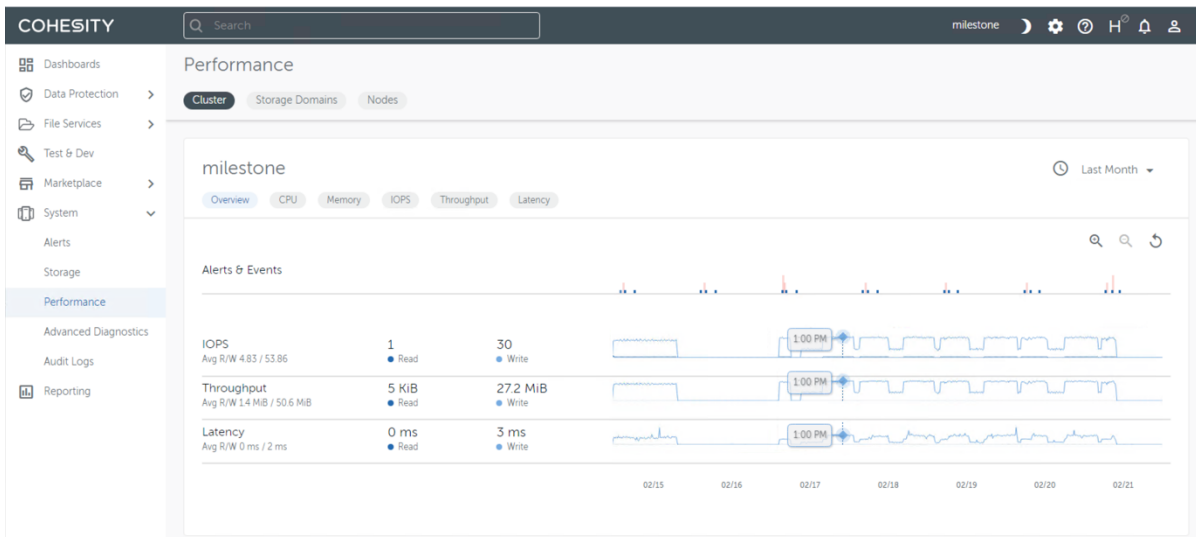 COHESITY
Search
milestone
H
Dashboards
Data Protection
File Services
Test & Dev
Marketplace
System
Alerts
Storage
Performance
Advanced Diagnostics
Audit Logs
Reporting
Performance
Cluster Storage Domains Nodes
milestone
Last Month
Overview CPU Memory IOPS Throughput Latency
Alerts & Events
IOPS 1 30
Avg R/W 4.83 / 53.86 Read Write
1:00 PM
Throughput 5 KiB 27.2 MiB
Avg R/W 1.4 MiB / 50.6 MiB Read Write
1:00 PM
Latency 0 ms 3 ms
Avg R/W 0 ms / 2 ms Read Write
1:00 PM
02/15 02/16 02/17 02/18 02/19 02/20 02/21